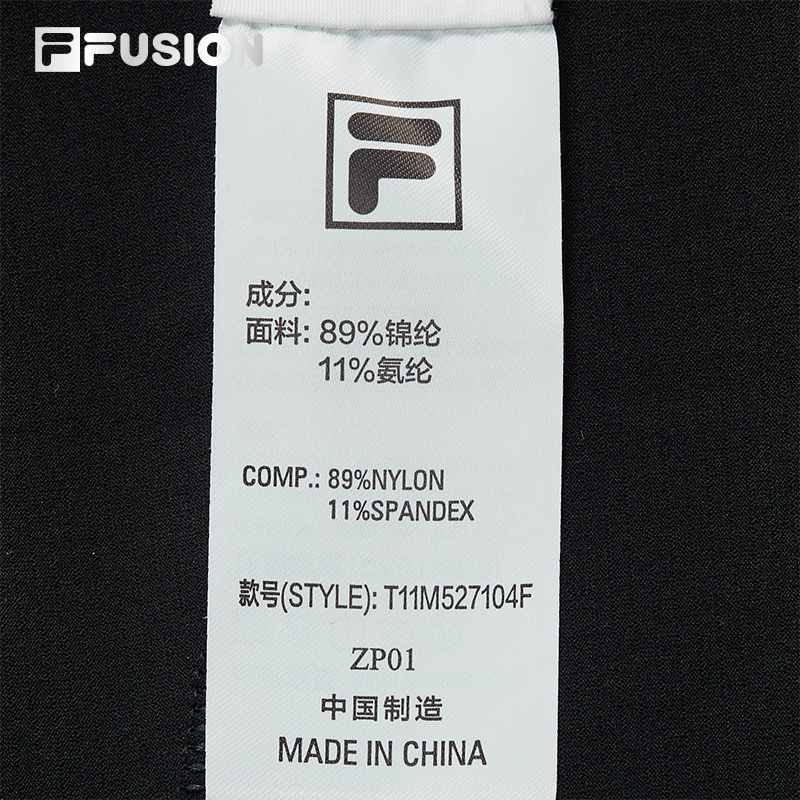 FUSION
成分:
面料: 89%锦纶
11%氨纶
COMP.: 89%NYLON
11%SPANDEX
款号(STYLE): T11M527104F
ZP01
中国制造
MADE IN CHINA